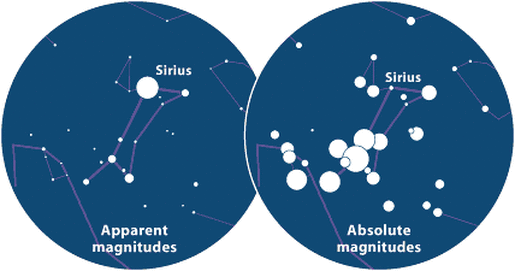 Sirius
Apparent
magnitudes
Sirius
Absolute
magnitudes